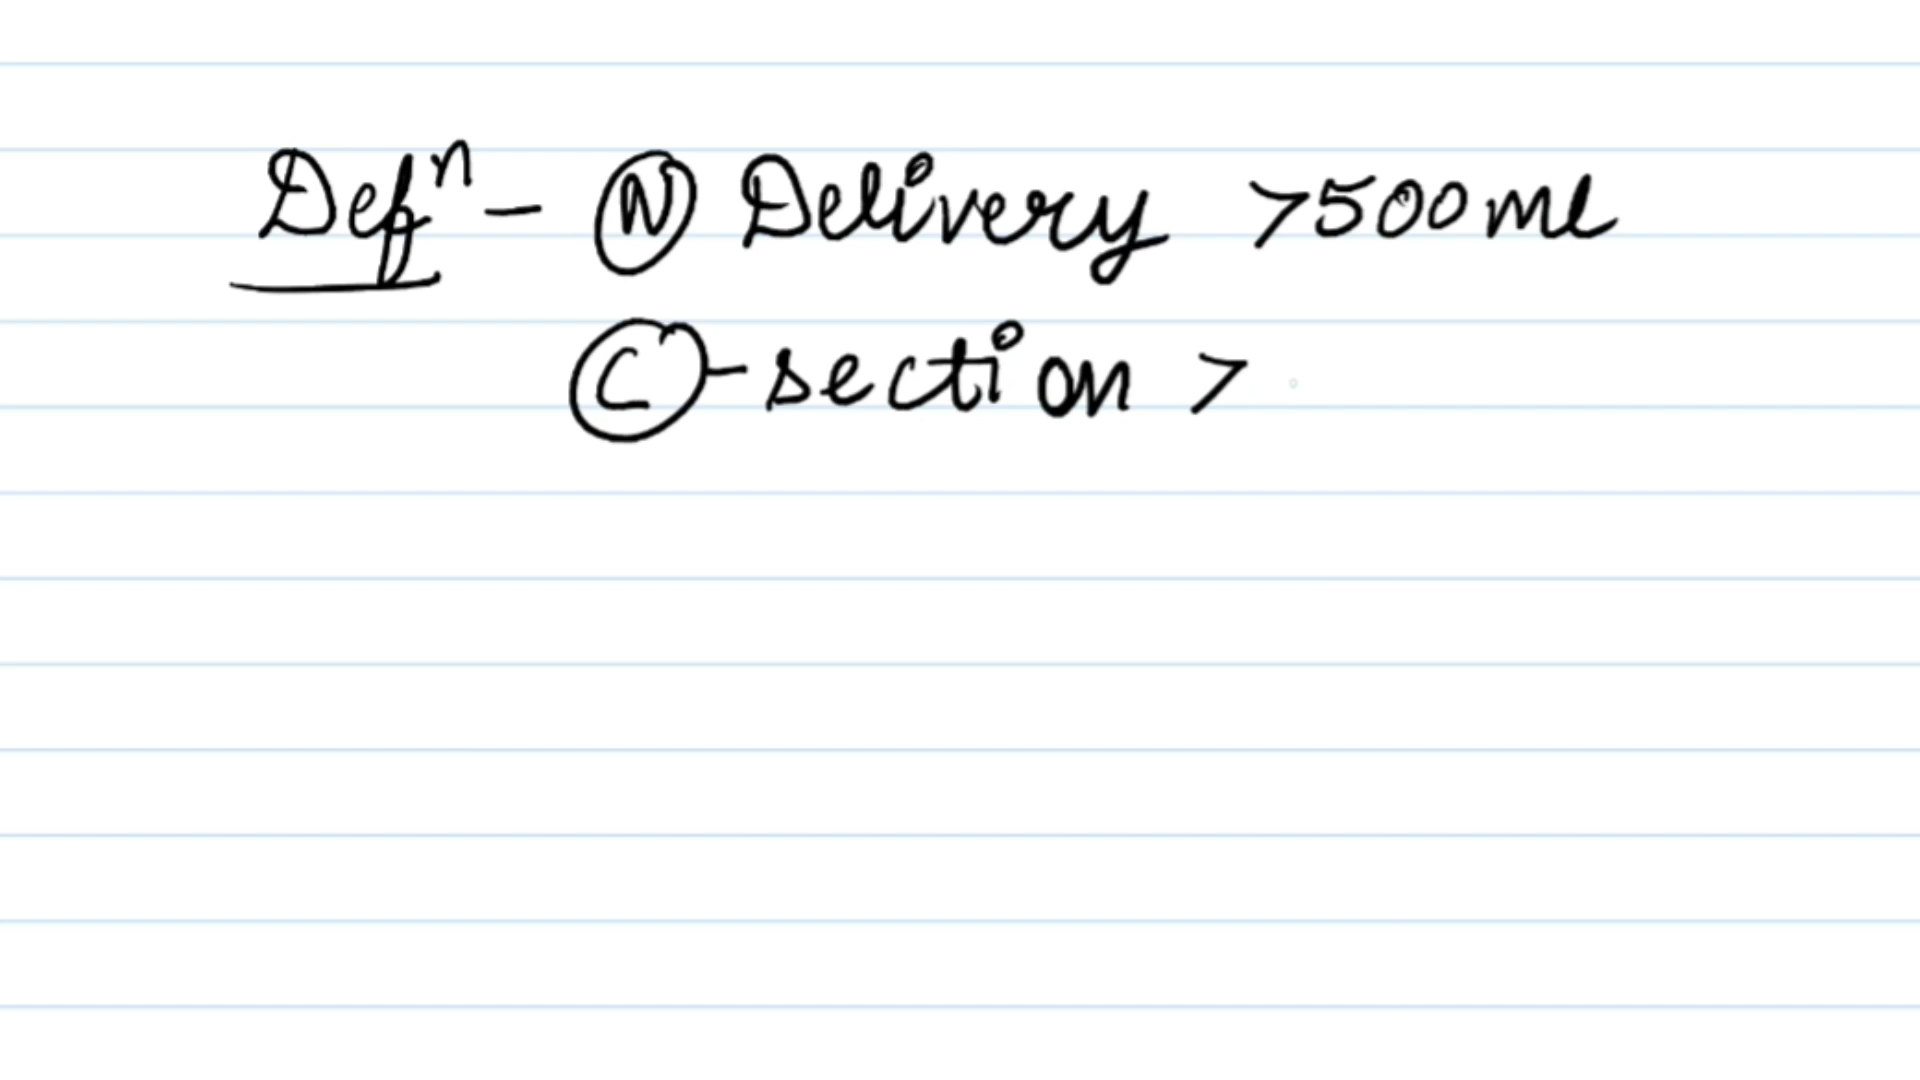 Defⁿ - Ⓝ Delivery >500ml
Ⓒ-section >